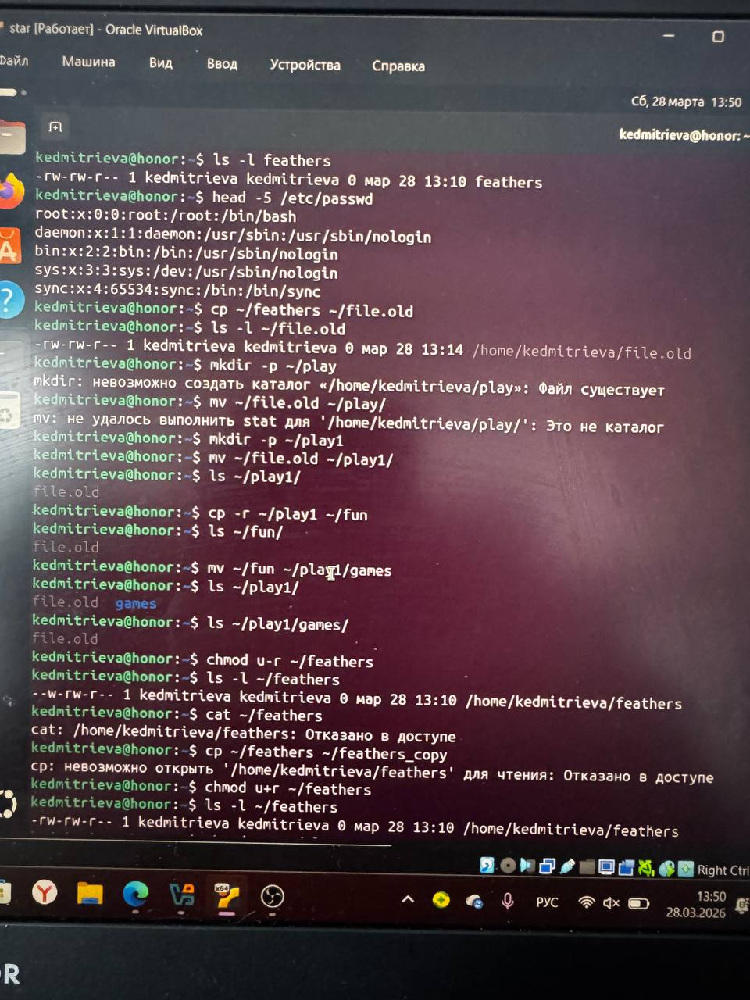 star [Работает] - Oracle VirtualBox
Файл Машина Вид Ввод Устройства Справка
Сб, 28 марта 13:50
kedmitrieva@honor: ~
kedmitrieva@honor:~$ ls -l feathers
-rw-rw-r-- 1 kedmitrieva kedmitrieva 0 мар 28 13:10 feathers
kedmitrieva@honor:~$ head -5 /etc/passwd
root:x:0:0:root:/root:/bin/bash
daemon:x:1:1:daemon:/usr/sbin:/usr/sbin/nologin
bin:x:2:2:bin:/bin:/usr/sbin/nologin
sys:x:3:3:sys:/dev:/usr/sbin/nologin
sync:x:4:65534:sync:/bin:/bin/sync
kedmitrieva@honor:~$ cp ~/feathers ~/file.old
kedmitrieva@honor:~$ ls -l ~/file.old
-rw-rw-r-- 1 kedmitrieva kedmitrieva 0 мар 28 13:14 /home/kedmitrieva/file.old
kedmitrieva@honor:~$ mkdir -p ~/play
mkdir: невозможно создать каталог «/home/kedmitrieva/play»: Файл существует
kedmitrieva@honor:~$ mv ~/file.old ~/play/
mv: не удалось выполнить stat для '/home/kedmitrieva/play/': Это не каталог
kedmitrieva@honor:~$ mkdir -p ~/play1
kedmitrieva@honor:~$ mv ~/file.old ~/play1/
kedmitrieva@honor:~$ ls ~/play1/
file.old
kedmitrieva@honor:~$ cp -r ~/play1 ~/fun
kedmitrieva@honor:~$ ls ~/fun/
file.old
kedmitrieva@honor:~$ mv ~/fun ~/play1/games
kedmitrieva@honor:~$ ls ~/play1/
file.old games
kedmitrieva@honor:~$ ls ~/play1/games/
file.old
kedmitrieva@honor:~$ chmod u-r ~/feathers
kedmitrieva@honor:~$ ls -l ~/feathers
--w-rw-r-- 1 kedmitrieva kedmitrieva 0 мар 28 13:10 /home/kedmitrieva/feathers
kedmitrieva@honor:~$ cat ~/feathers
cat: /home/kedmitrieva/feathers: Отказано в доступе
kedmitrieva@honor:~$ cp ~/feathers ~/feathers_copy
cp: невозможно открыть '/home/kedmitrieva/feathers' для чтения: Отказано в доступе
kedmitrieva@honor:~$ chmod u+r ~/feathers
kedmitrieva@honor:~$ ls -l ~/feathers
-rw-rw-r-- 1 kedmitrieva kedmitrieva 0 мар 28 13:10 /home/kedmitrieva/feathers
Right Ctrl
x64
РУС
13:50
28.03.2026
OR